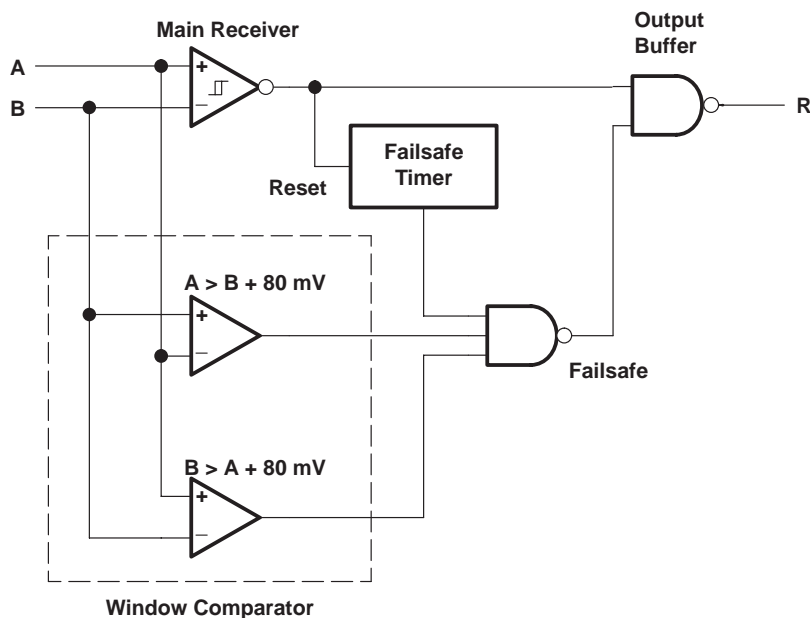 Main Receiver
Output
Buffer
A
+
B
–
R
Failsafe
Timer
Reset
A > B + 80 mV
+
–
Failsafe
B > A + 80 mV
+
–
Window Comparator